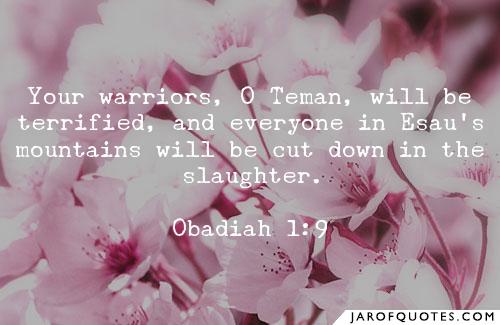 Your warriors, O Teman, will be
terrified, and everyone in Esau's
mountains will be cut down in the
slaughter.
Obadiah 1:9
JAROFQUOTES.COM